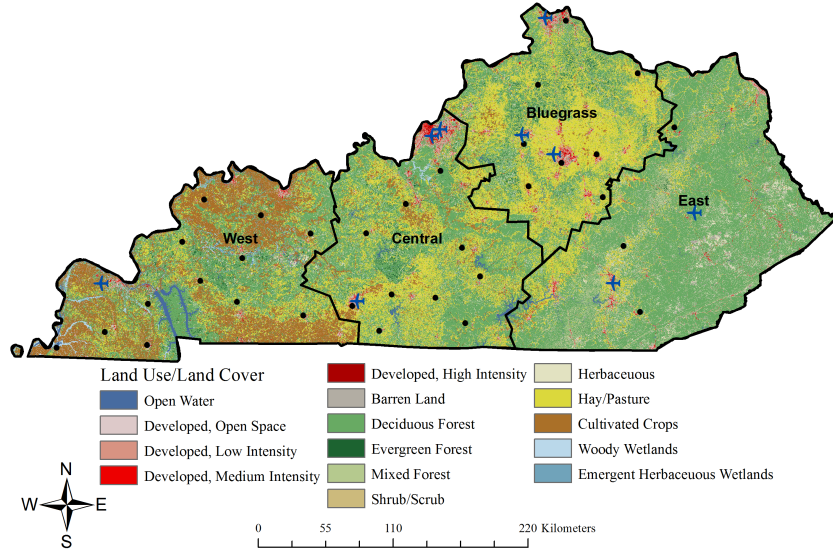 Bluegrass
East
West
Central
Land Use/Land Cover
Open Water
Developed, Open Space
Developed, Low Intensity
Developed, Medium Intensity
Developed, High Intensity
Barren Land
Deciduous Forest
Evergreen Forest
Mixed Forest
Shrub/Scrub
Herbaceuous
Hay/Pasture
Cultivated Crops
Woody Wetlands
Emergent Herbaceuous Wetlands
N
W E
S
0 55 110 220 Kilometers